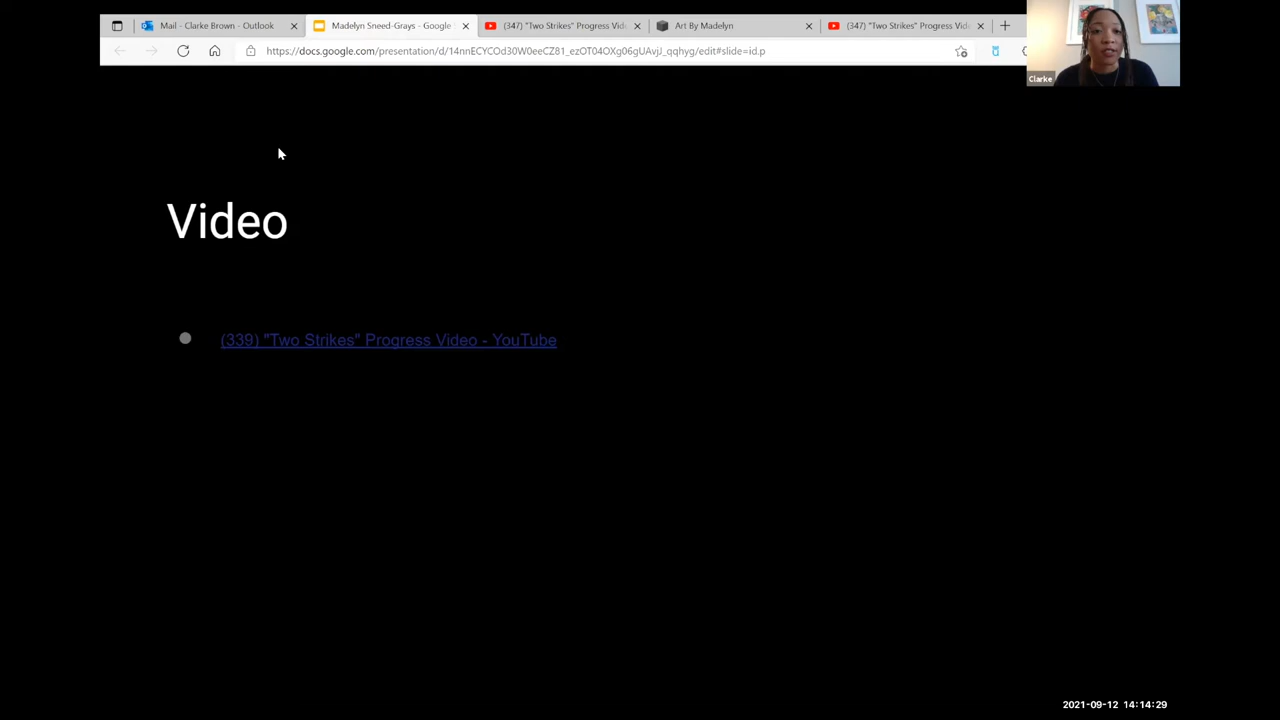 Mail - Clarke Brown - Outlook
Madelyn Sneed-Grays - Google
(347) "Two Strikes" Progress Vid
Art By Madelyn
(347) "Two Strikes" Progress Vid
https://docs.google.com/presentation/d/14nnECYCOd30W0eeCZ81_ezOT04OXg06gUAvjJ_qqhyg/edit#slide=id.p
Clarke
Video
(339) "Two Strikes" Progress Video - YouTube
2021-09-12 14:14:29